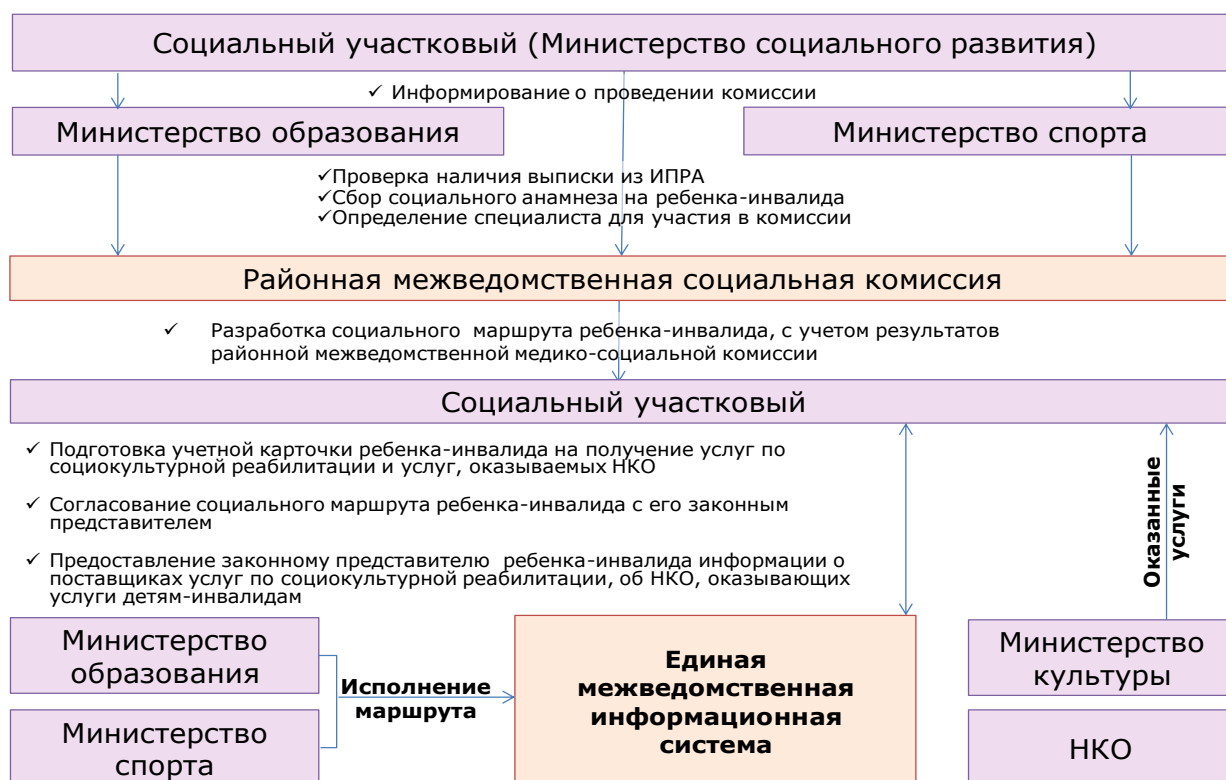 Социальный участковый (Министерство социального развития)
✓ Информирование о проведении комиссии
Министерство образования
Министерство спорта
✓Проверка наличия выписки из ИПРА
✓Сбор социального анамнеза на ребенка-инвалида
✓Определение специалиста для участия в комиссии
Районная межведомственная социальная комиссия
✓ Разработка социального маршрута ребенка-инвалида, с учетом результатов
районной межведомственной медико-социальной комиссии
Социальный участковый
✓ Подготовка учетной карточки ребенка-инвалида на получение услуг по
социокультурной реабилитации и услуг, оказываемых НКО
✓ Согласование социального маршрута ребенка-инвалида с его законным
представителем
✓ Предоставление законному представителю ребенка-инвалида информации о
поставщиках услуг по социокультурной реабилитации, об НКО, оказывающих
услуги детям-инвалидам
Оказанные
услуги
Министерство
образования
Исполнение
маршрута
Министерство
спорта
Единая
межведомственная
информационная
система
Министерство
культуры
НКО